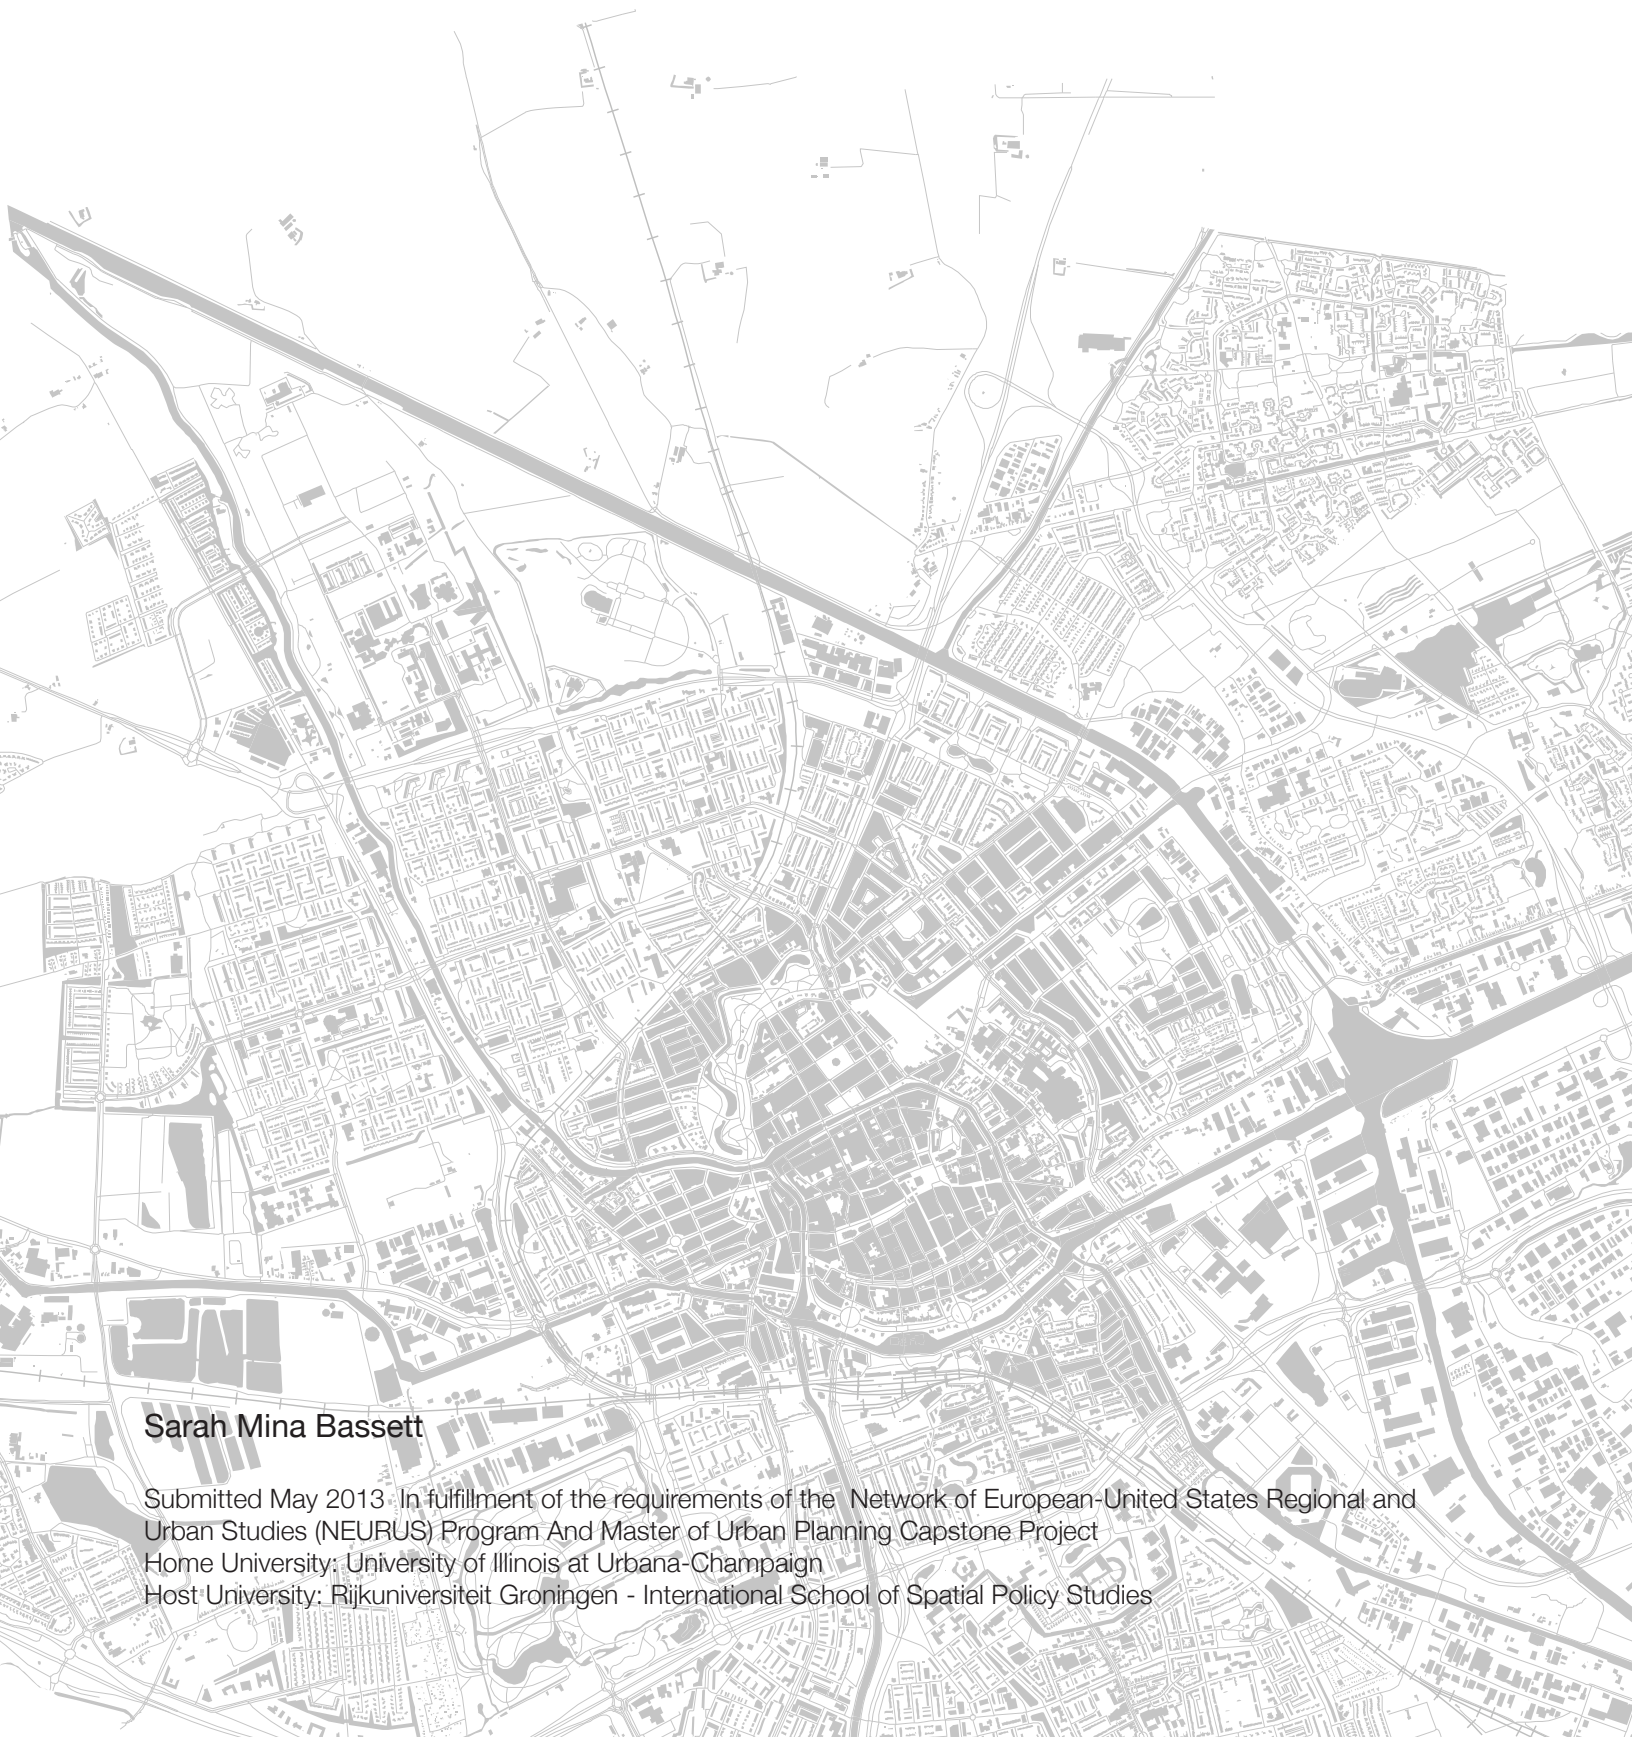 Sarah Mina Bassett
Submitted May 2013  In fulfillment of the requirements of the  Network of European-United States Regional and
Urban Studies (NEURUS) Program And Master of Urban Planning Capstone Project
Home University: University of Illinois at Urbana-Champaign
Host University: Rijkuniversiteit Groningen - International School of Spatial Policy Studies